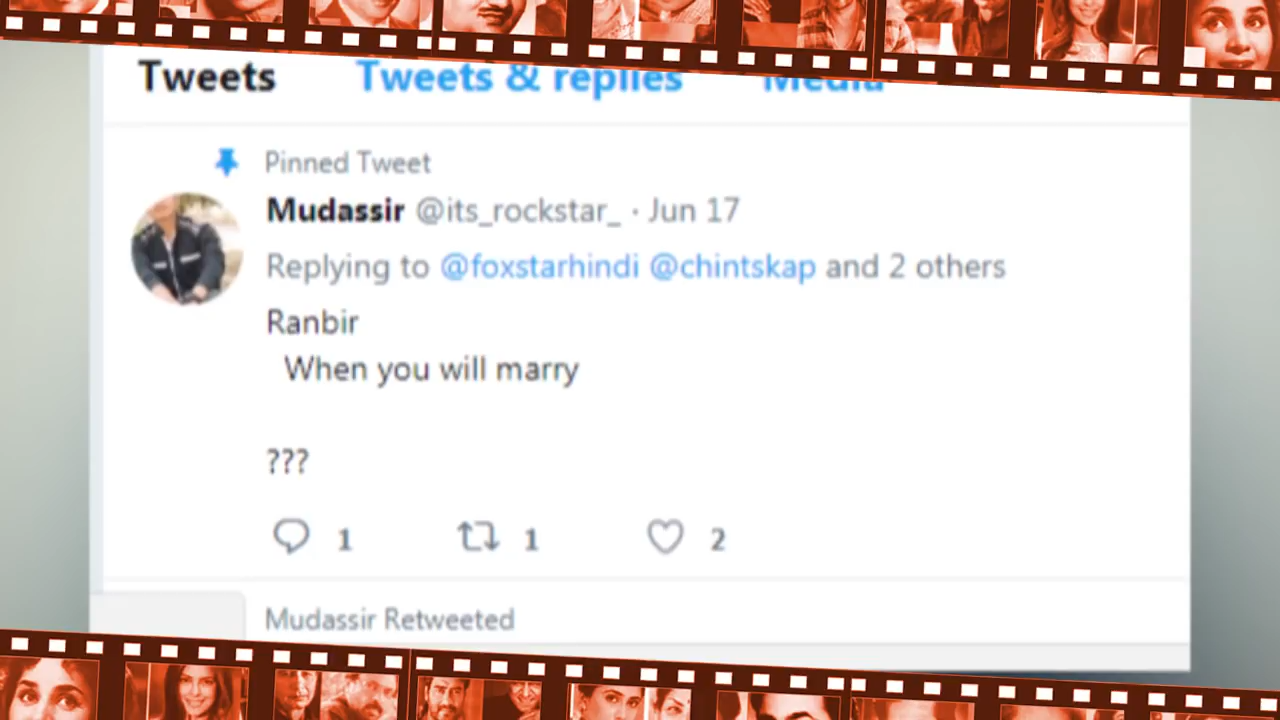 Tweets Tweets & replies Media
Pinned Tweet
Mudassir @its_rockstar_ · Jun 17
Replying to @foxstarhindi @chintskap and 2 others
Ranbir
When you will marry
???
1 1 2
Mudassir Retweeted